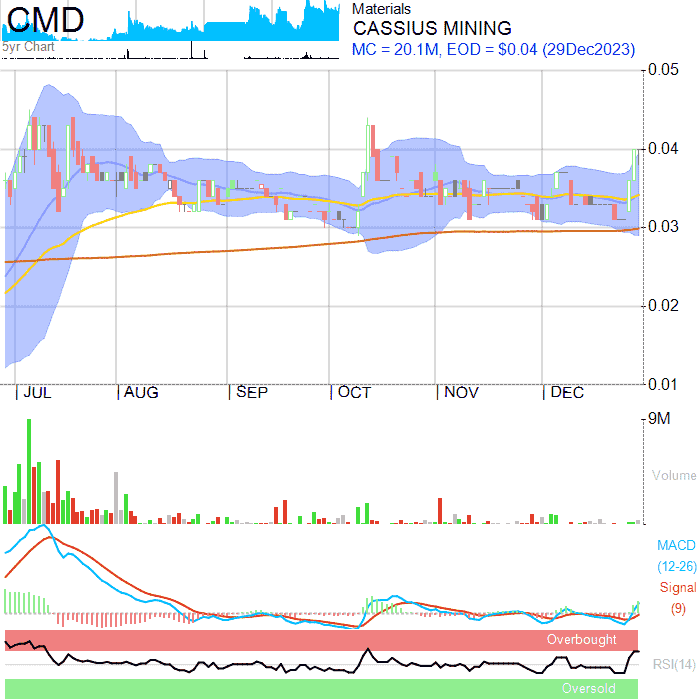 CMD
5yr Chart
Materials
CASSIUS MINING
MC = 20.1M, EOD = $0.04 (29Dec2023)
0.05
0.04
0.03
0.02
0.01
JUL AUG SEP OCT NOV DEC
9M
Volume
MACD
(12-26)
Signal
(9)
Overbought
RSI(14)
Oversold